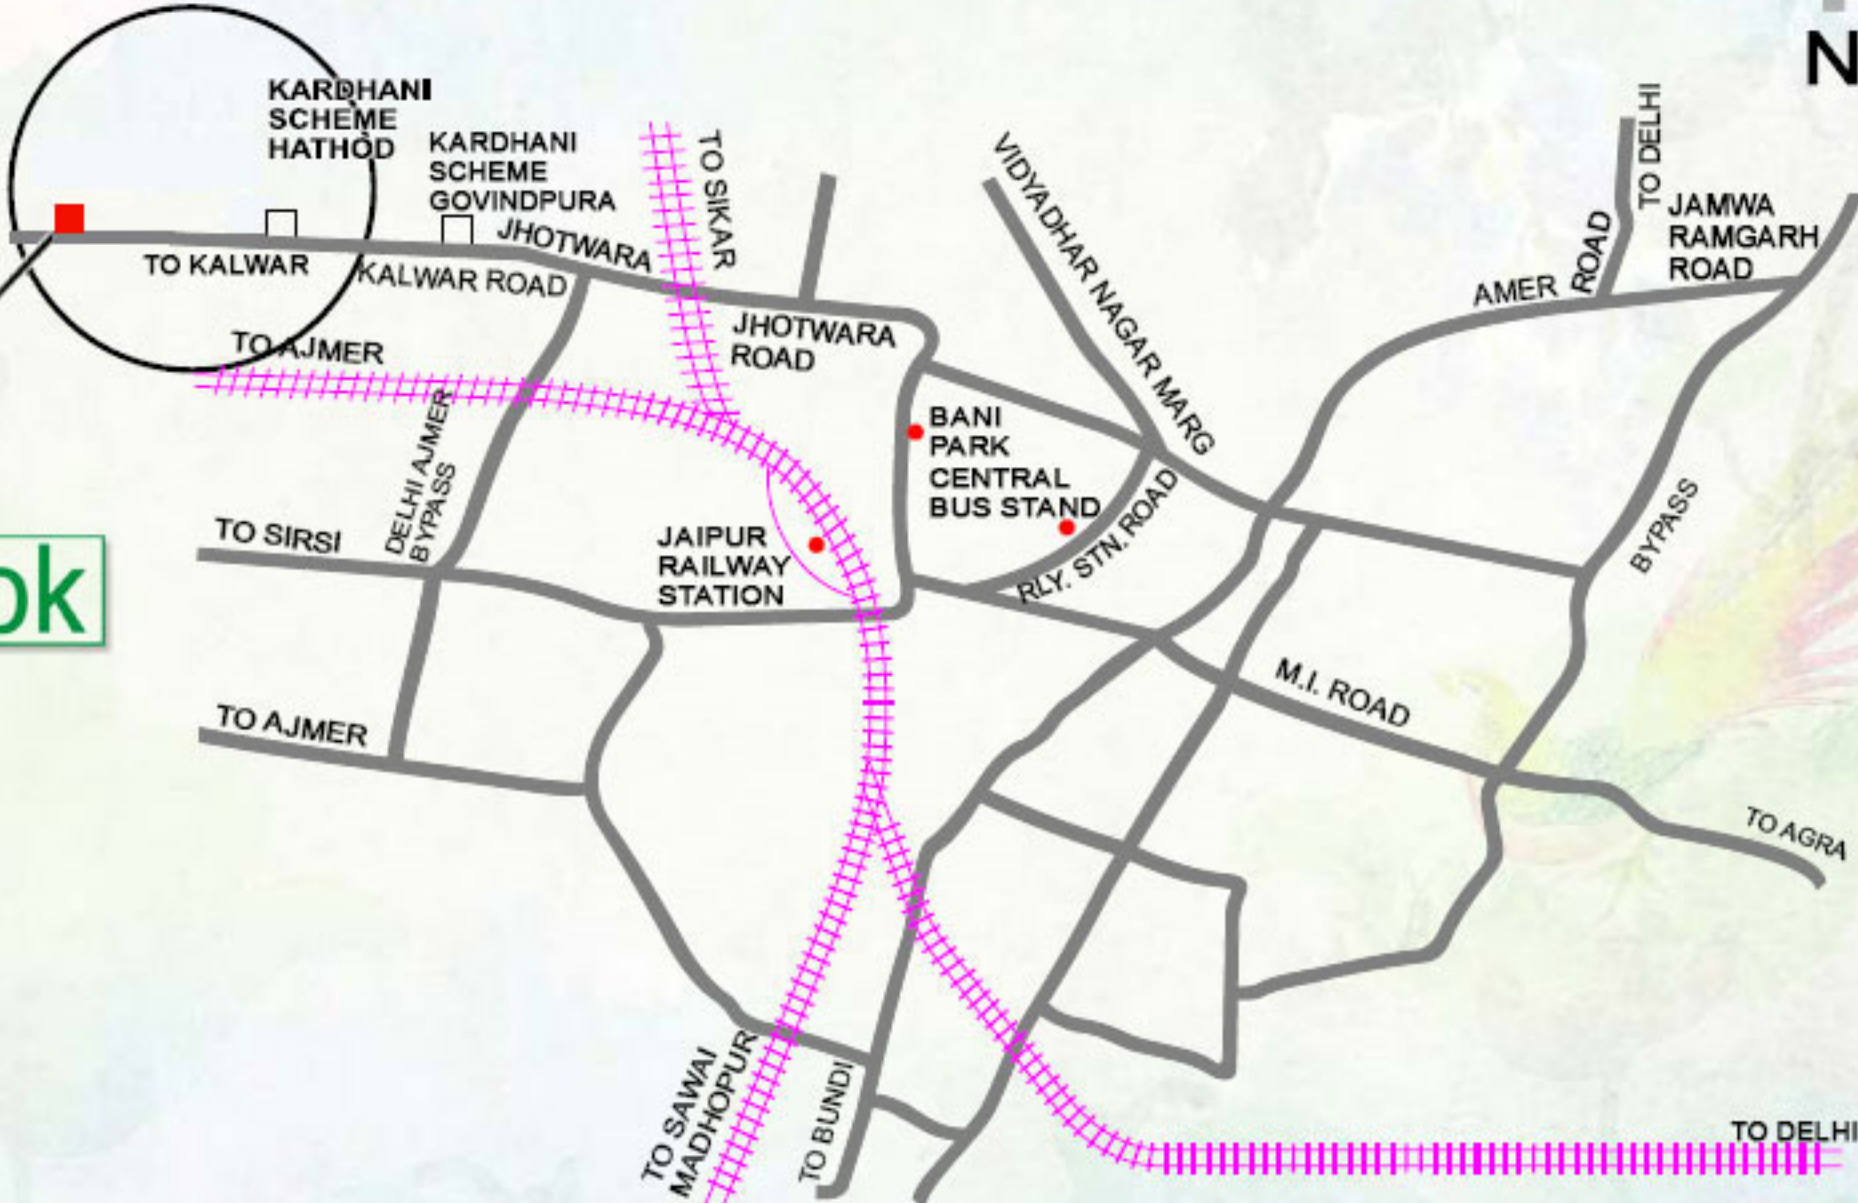 N
KARDHANI
SCHEME
HATHOD
KARDHANI
SCHEME
GOVINDPURA
TO SIKAR
VIDYADHAR NAGAR MARG
TO DELHI
JAMWA
RAMGARH
ROAD
AMER ROAD
JHOTWARA
TO KALWAR
KALWAR ROAD
JHOTWARA
ROAD
TO AJMER
DELHI AJMER
BYPASS
BANI
PARK
CENTRAL
BUS STAND
RLY. STN. ROAD
BYPASS
TO SIRSI
JAIPUR
RAILWAY
STATION
ok
M.I. ROAD
TO AJMER
TO AGRA
TO SAWAI
MADHOPUR
TO BUNDI
TO DELHI